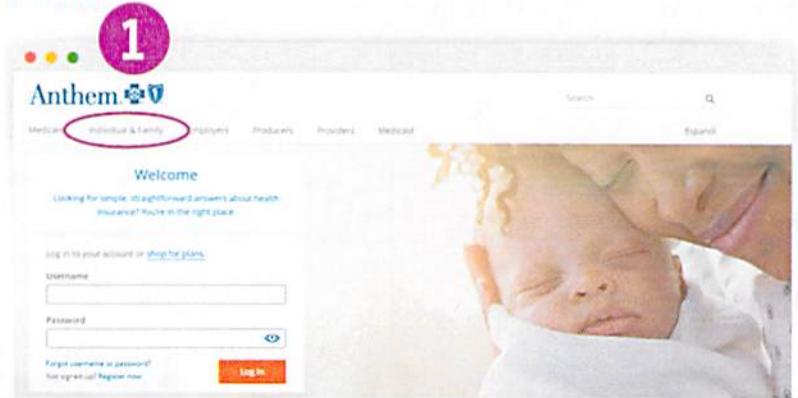 1
Anthem
Search
Medicare Individual & Family Employers Producers Providers Medicaid Español
Welcome
Looking for simple, straightforward answers about health
insurance? You're in the right place.
Log in to your account or shop for plans.
Username
Password
Forgot username or password?
Not signed up? Register now
Log In